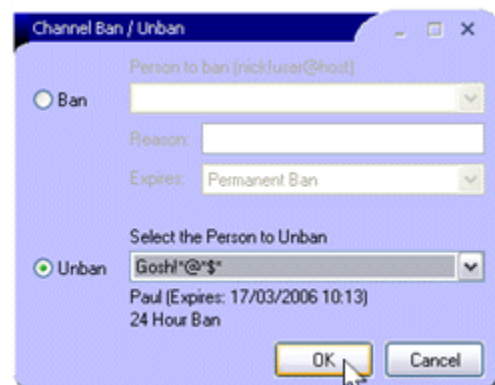 Channel Ban / Unban
Person to ban (nick!user@host)
Ban
Reason:
Expires: Permanent Ban
Select the Person to Unban
Unban Gosh!*@*$*
Paul (Expires: 17/03/2006 10:13)
24 Hour Ban
OK Cancel